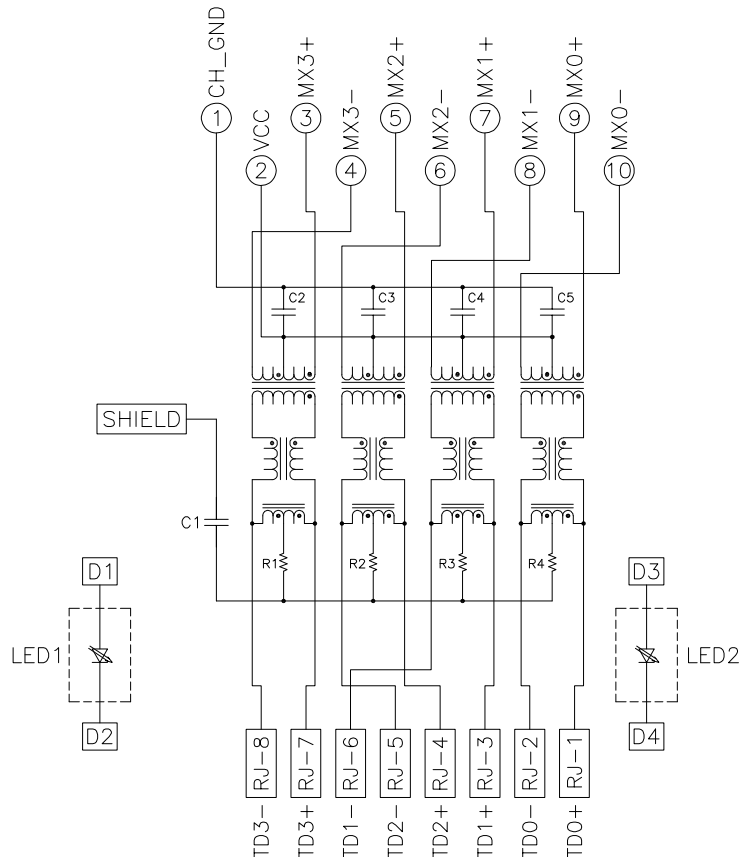 CH_GND
MX3+
MX2+
MX1+
MX0+
1
3
5
7
9
VCC
MX3-
MX2-
MX1-
MX0-
2
4
6
8
10
C2
C3
C4
C5
SHIELD
C1
R1
R2
R3
R4
D1
D3
LED1
LED2
D2
D4
RJ-8
RJ-7
RJ-6
RJ-5
RJ-4
RJ-3
RJ-2
RJ-1
TD3-
TD3+
TD1-
TD2-
TD2+
TD1+
TD0-
TD0+